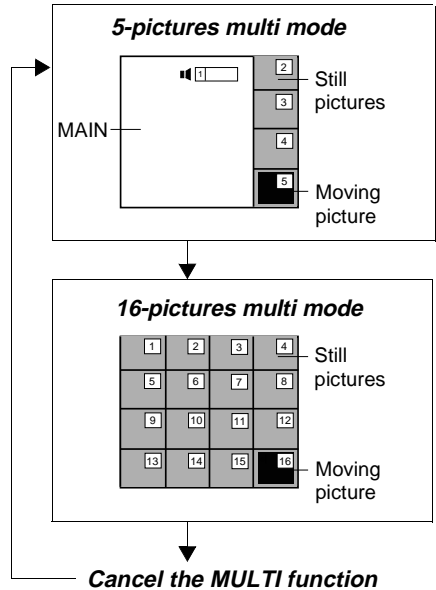 5-pictures multi mode
1
2
Still
pictures
3
MAIN
4
5
Moving
picture
16-pictures multi mode
1 2 3 4
Still
pictures
5 6 7 8
9 10 11 12
13 14 15 16
Moving
picture
Cancel the MULTI function